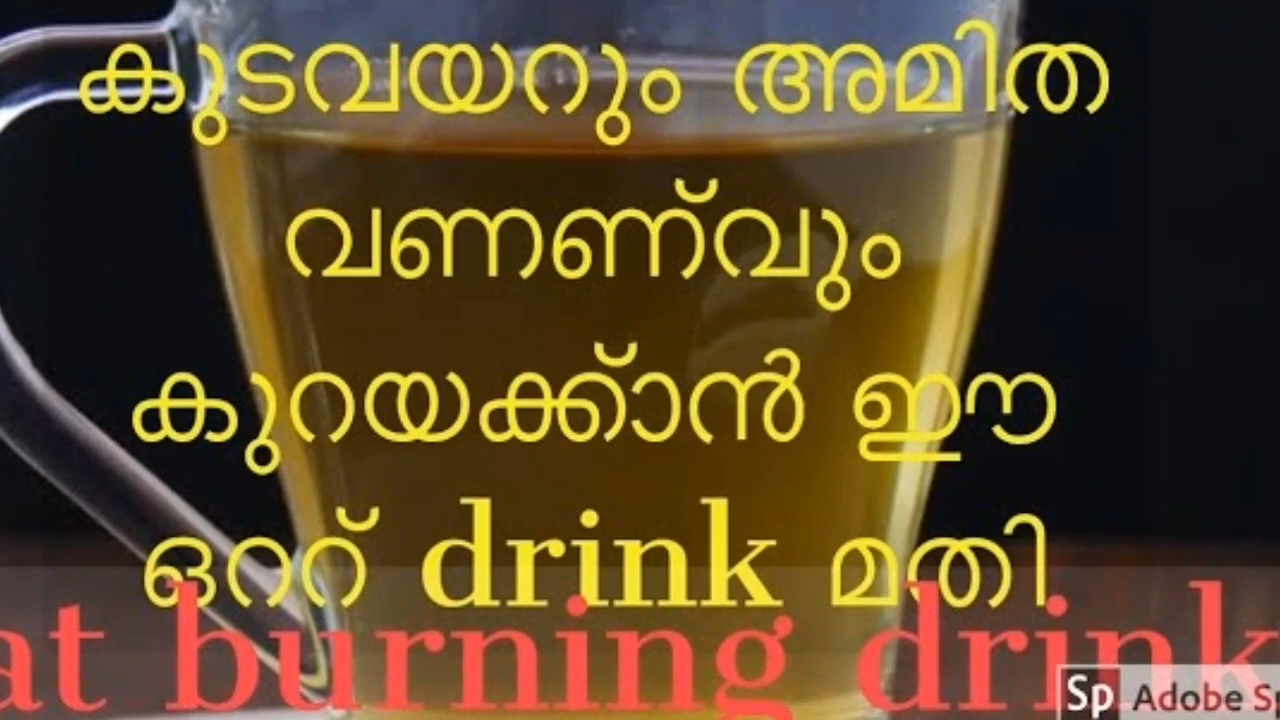 കുടവയറും അമിത
വണണ്വും
കുറയക്ക്ാൻ ഈ
ഒററ് drink മതി
at burning drink
Sp Adobe Sp